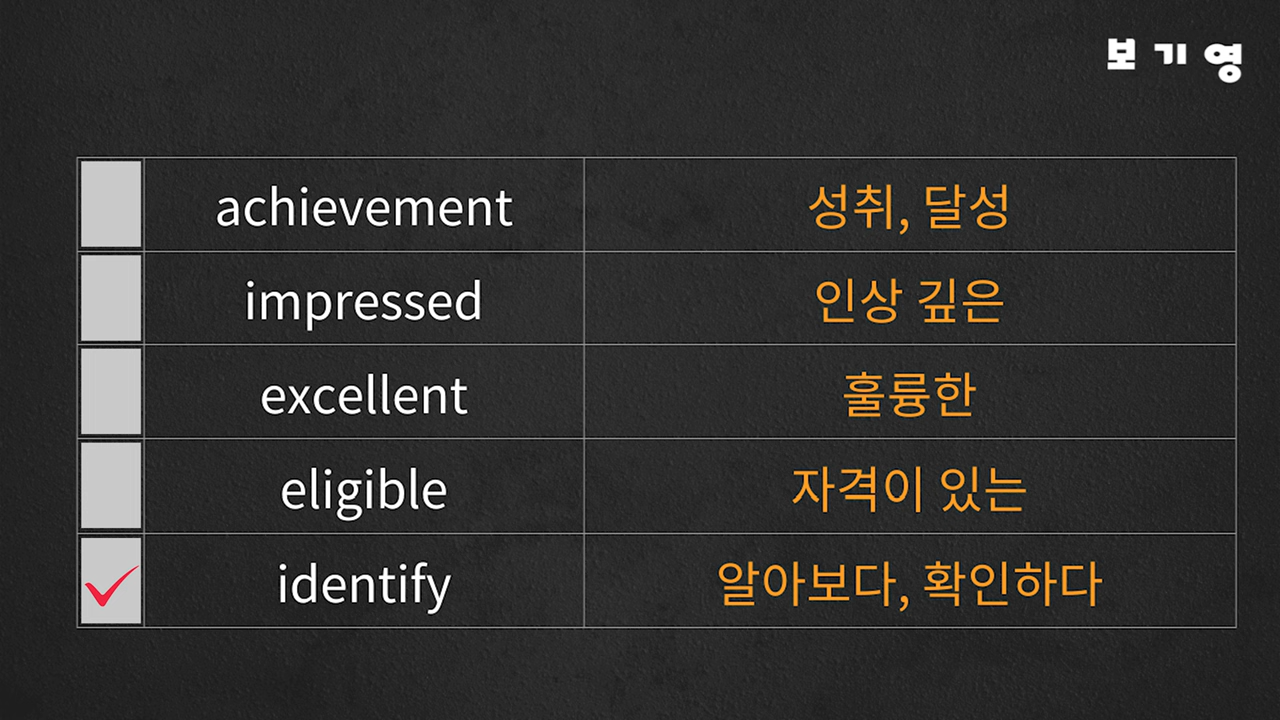 보기영
achievement 성취, 달성
impressed 인상 깊은
excellent 훌륭한
eligible 자격이 있는
identify 알아보다, 확인하다